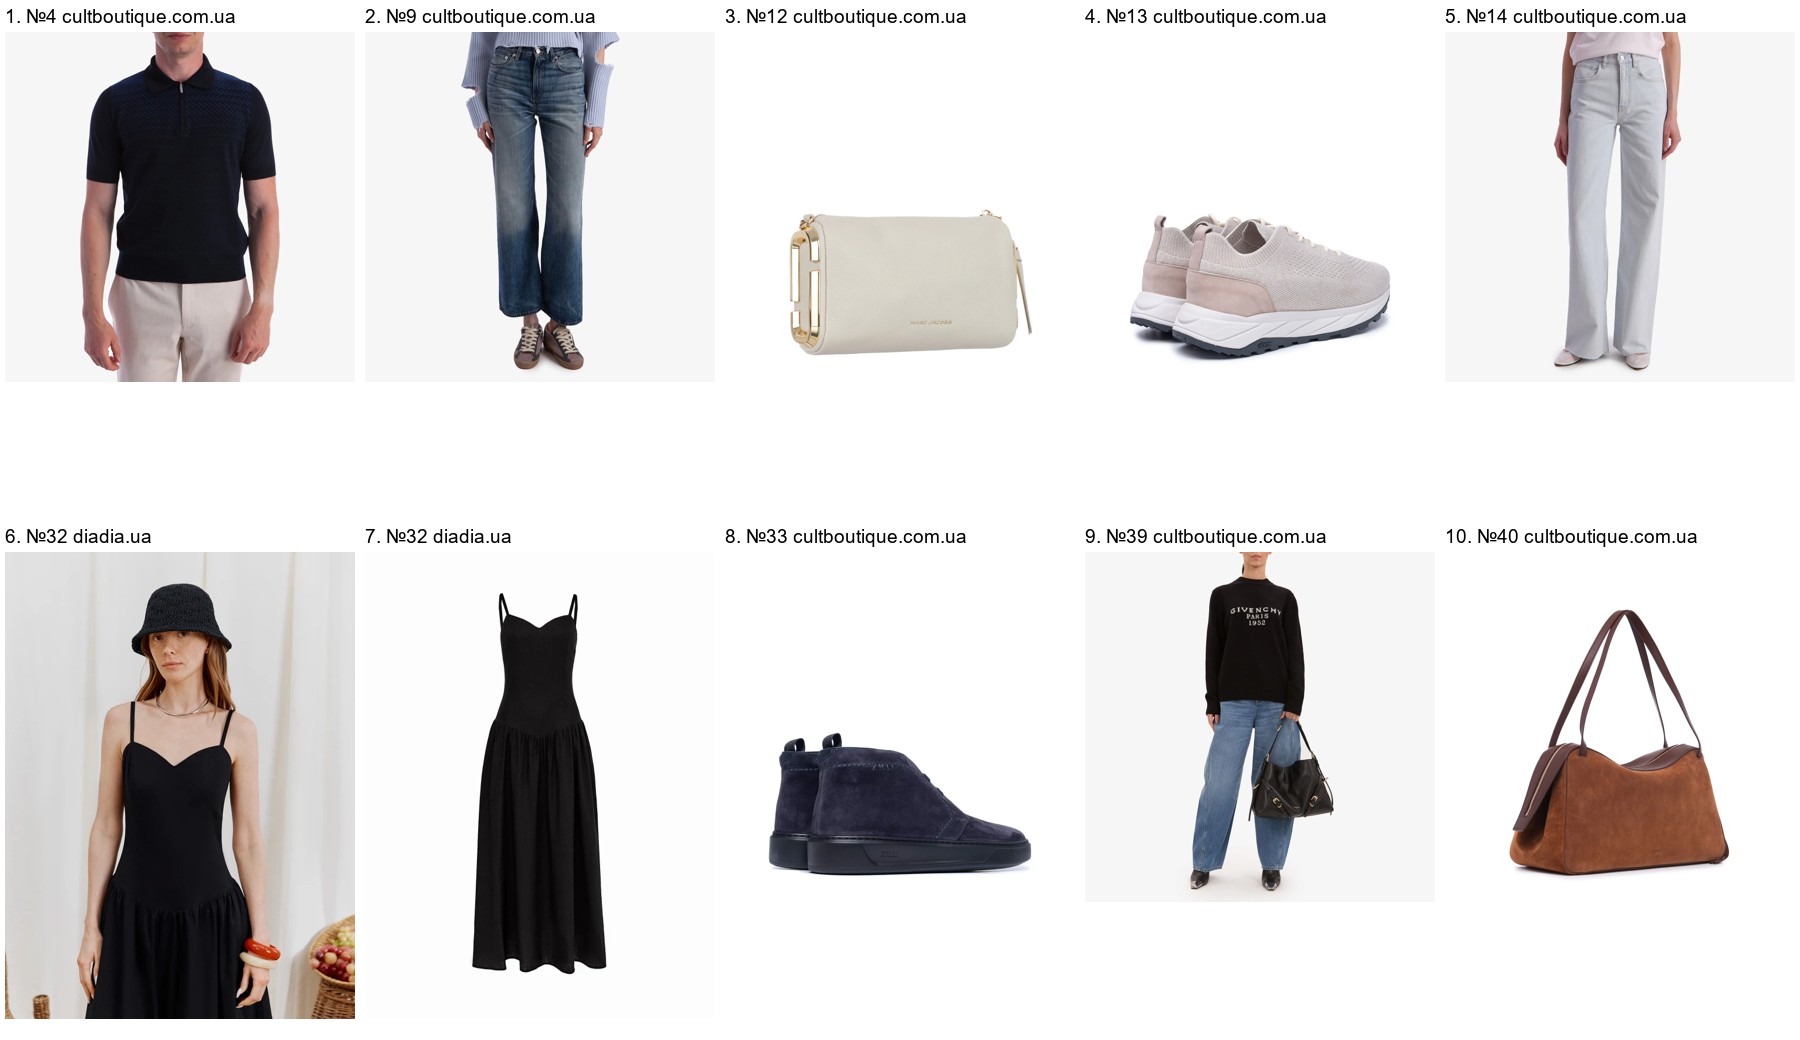 1. №4 cultboutique.com.ua
2. №9 cultboutique.com.ua
3. №12 cultboutique.com.ua
4. №13 cultboutique.com.ua
5. №14 cultboutique.com.ua
MARC JACOBS
6. №32 diadia.ua
7. №32 diadia.ua
8. №33 cultboutique.com.ua
9. №39 cultboutique.com.ua
10. №40 cultboutique.com.ua
GIVENCHY
PARIS
1952